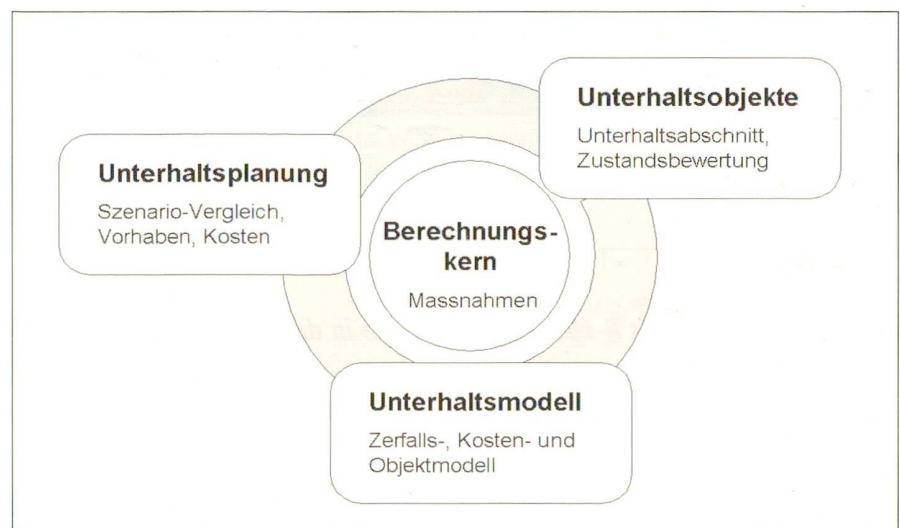 Unterhaltsobjekte
Unterhaltsabschnitt,
Zustandsbewertung
Unterhaltsplanung
Szenario-Vergleich,
Vorhaben, Kosten
Berechnungs-
kern
Massnahmen
Unterhaltsmodell
Zerfalls-, Kosten- und
Objektmodell